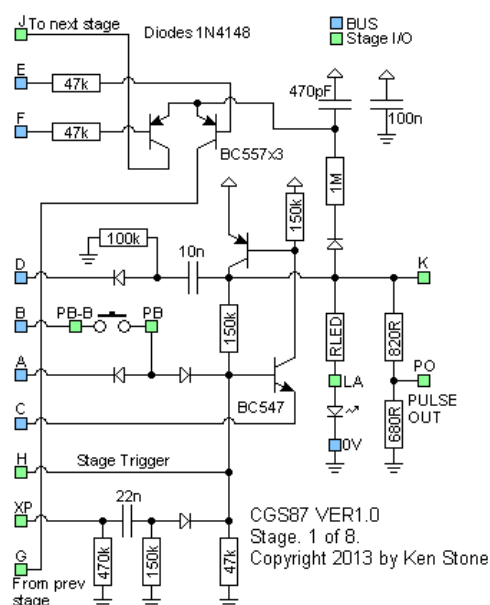 J
To next stage
Diodes 1N4148
BUS
Stage I/O
E
47k
470pF
100n
F
47k
BC557x3
1M
150k
100k
10n
D
K
B
PB-B
PB
150k
RLED
820R
A
LA
PO
PULSE
OUT
C
BC547
680R
0V
H
Stage Trigger
XP
22n
CGS87 VER1.0
Stage. 1 of 8.
Copyright 2013 by Ken Stone
470k
150k
47k
G
From prev
stage